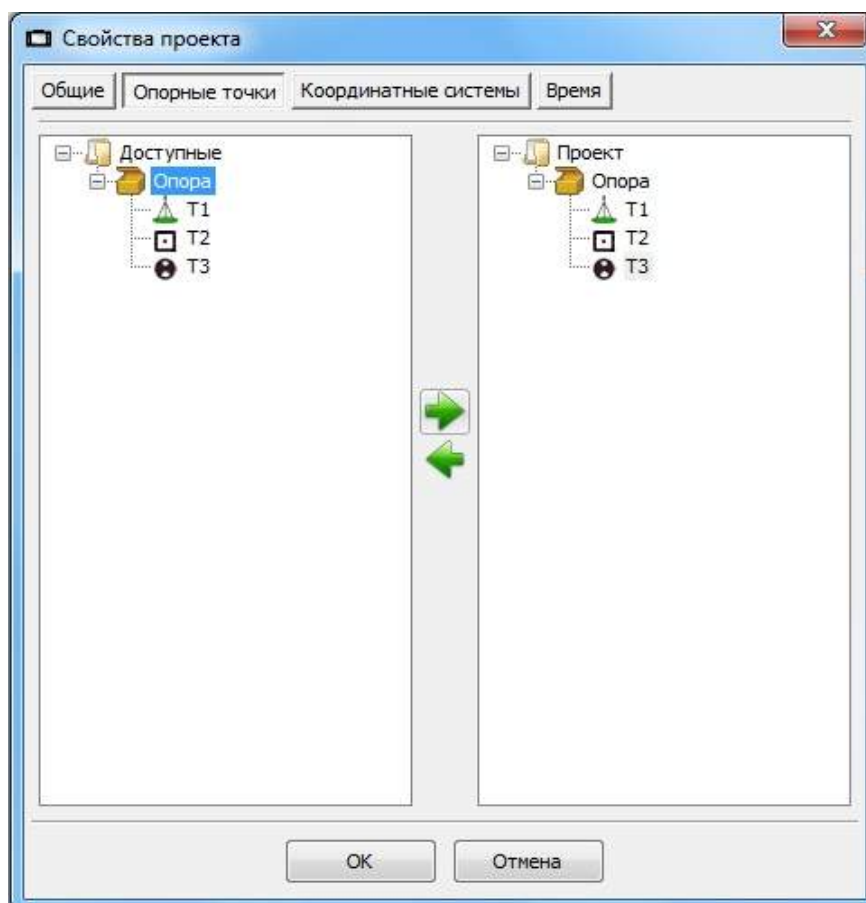 Свойства проекта
Общие Опорные точки Координатные системы Время
Доступные
Опора
T1
T2
T3
Проект
Опора
T1
T2
T3
OK Отмена